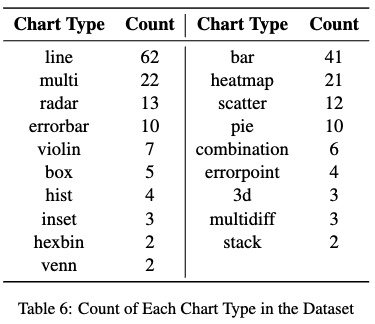 Chart Type Count Chart Type Count
line 62 bar 41
multi 22 heatmap 21
radar 13 scatter 12
errorbar 10 pie 10
violin 7 combination 6
box 5 errorpoint 4
hist 4 3d 3
inset 3 multidiff 3
hexbin 2 stack 2
venn 2
Table 6: Count of Each Chart Type in the Dataset